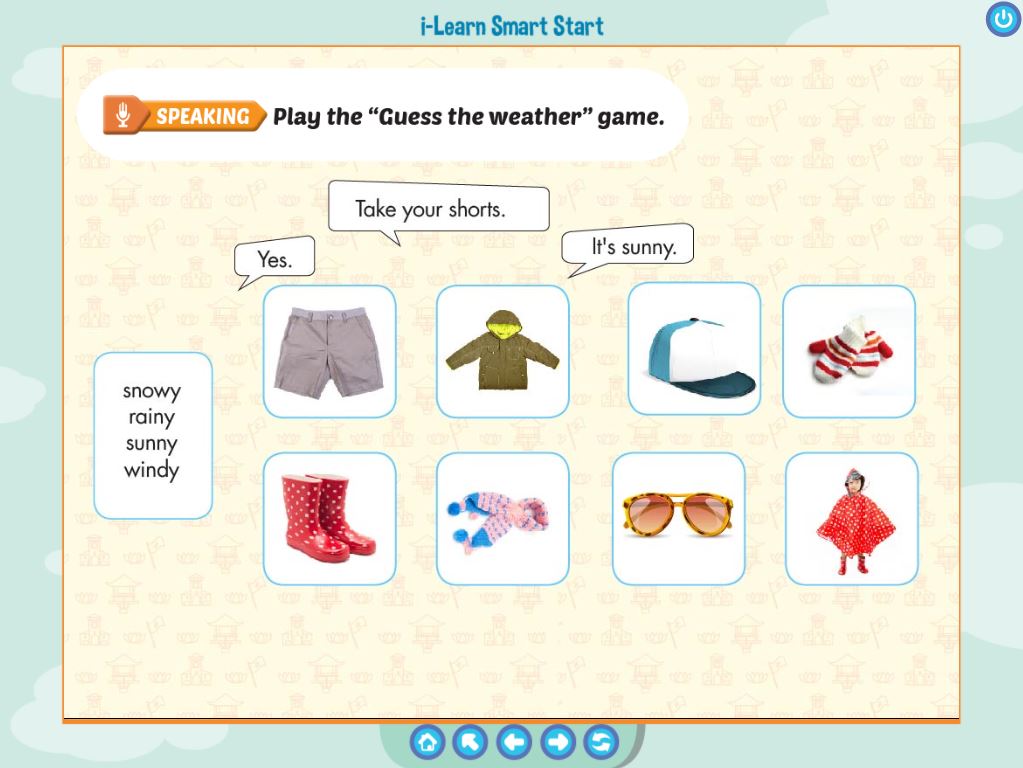 i-Learn Smart Start
SPEAKING Play the “Guess the weather” game.
Take your shorts.
Yes.
It's sunny.
snowy
rainy
sunny
windy